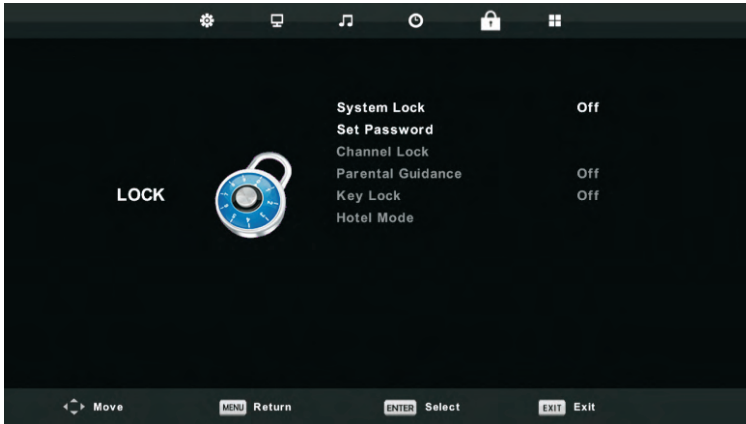 System Lock Off
Set Password
Channel Lock
Parental Guidance Off
Key Lock Off
Hotel Mode
LOCK
Move MENU Return ENTER Select EXIT Exit